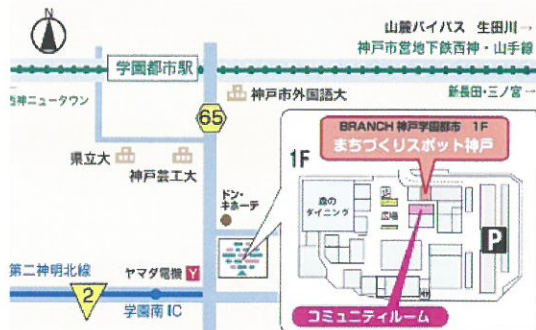 N
山麓バイパス 生田川→
神戸市営地下鉄西神・山手線
学園都市駅
西神ニュータウン
新長田・三ノ宮→
神戸市外国語大
65
BRANCH 神戸学園都市 1F
まちづくりスポット神戸
1F
県立大
神戸芸工大
ドン・
キホーテ
森の
ダイニング
広場
P
第二神明北線
ヤマダ電機 Y
2
学園南IC
コミュニティルーム